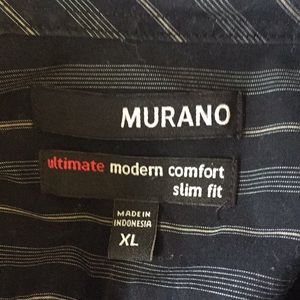 MURANO
ultimate modern comfort
slim fit
MADE IN
INDONESIA
XL